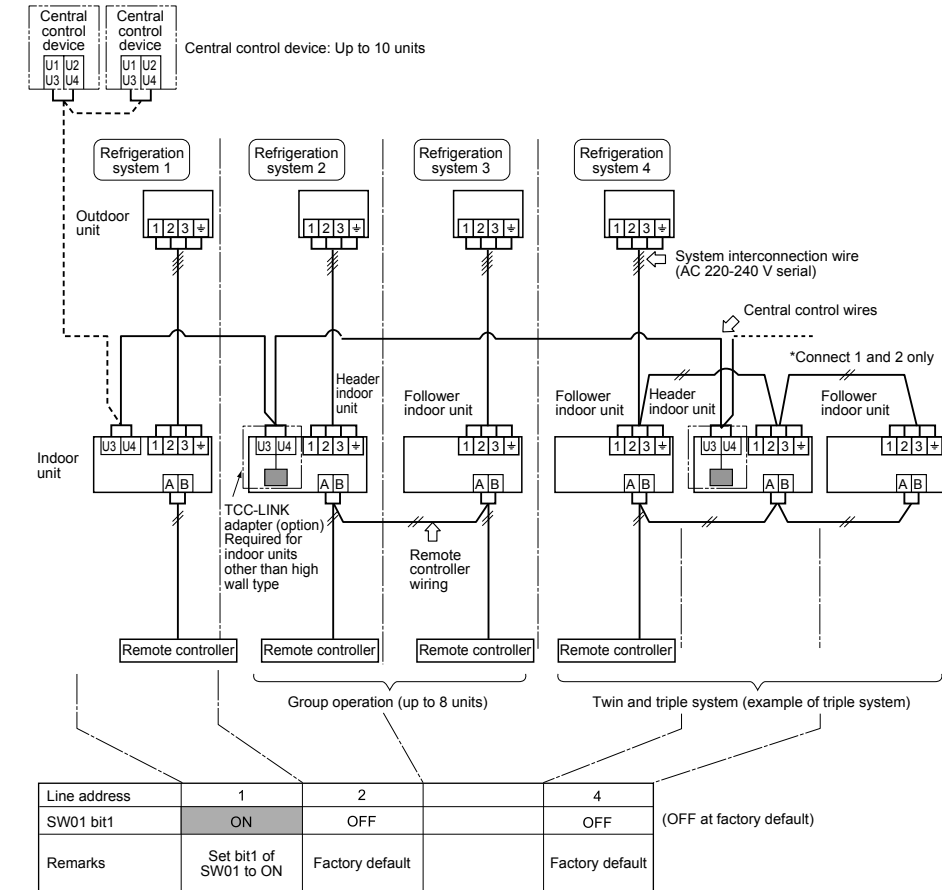 Central
control
device
U1 U2
U3 U4
Central
control
device
U1 U2
U3 U4
Central control device: Up to 10 units
Refrigeration
system 1
Refrigeration
system 2
Refrigeration
system 3
Refrigeration
system 4
Outdoor
unit
1 2 3 ⏚
1 2 3 ⏚
1 2 3 ⏚
1 2 3 ⏚
System interconnection wire
(AC 220-240 V serial)
Central control wires
*Connect 1 and 2 only
Header
indoor
unit
Follower
indoor unit
Follower
indoor unit
Header
indoor unit
Follower
indoor unit
Indoor
unit
U3 U4
1 2 3 ⏚
A B
U3 U4
1 2 3 ⏚
A B
1 2 3 ⏚
A B
1 2 3 ⏚
A B
U3 U4
1 2 3 ⏚
A B
1 2 3 ⏚
A B
TCC-LINK
adapter (option)
Required for
indoor units
other than high
wall type
Remote
controller
wiring
Remote controller
Remote controller
Remote controller
Remote controller
Group operation (up to 8 units)
Twin and triple system (example of triple system)
Line address 1 2 4
SW01 bit1 ON OFF OFF
(OFF at factory default)
Remarks
Set bit1 of
SW01 to ON
Factory default
Factory default